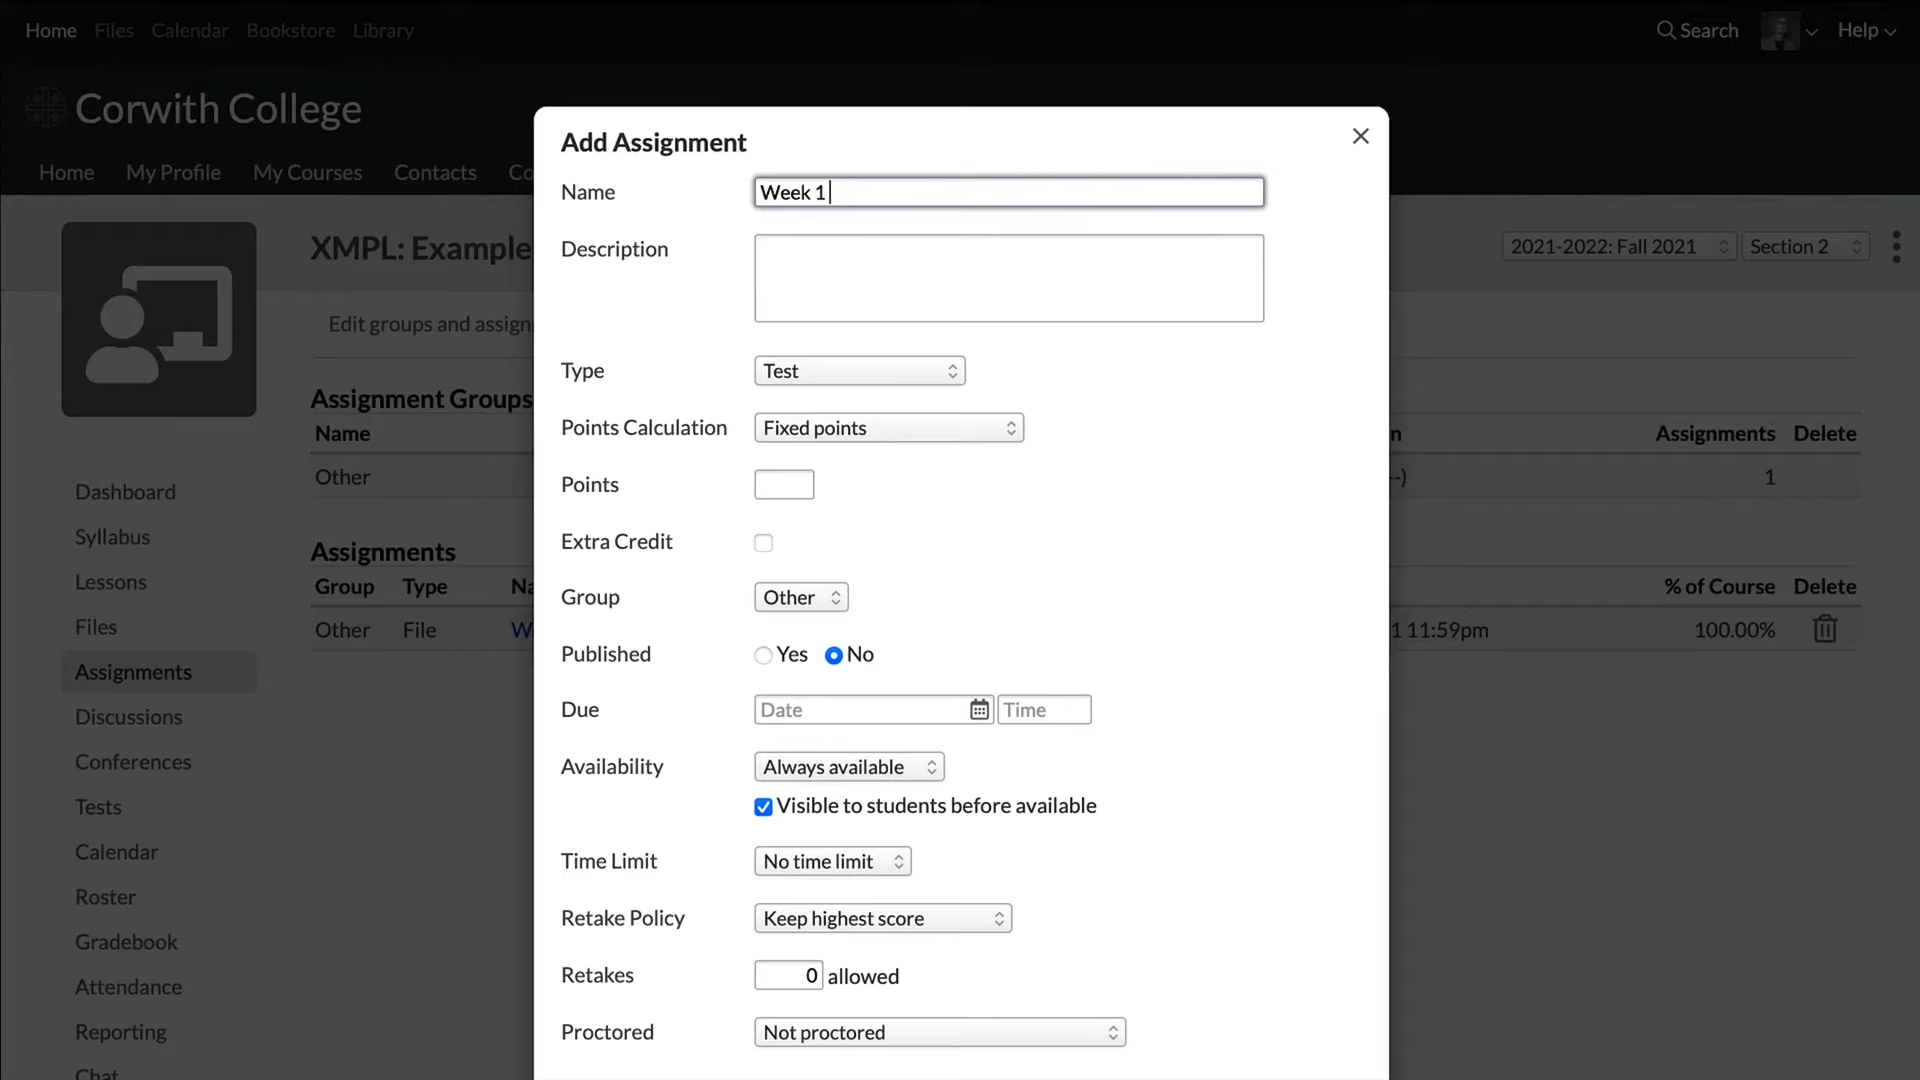 Home Files Calendar Bookstore Library Search Help
Corwith College
Home My Profile My Courses Contacts Co
XMPL: Example
2021-2022: Fall 2021 Section 2
Edit groups and assign
Assignment Groups
Name n Assignments Delete
Other --) 1
Assignments
Group Type Na % of Course Delete
Other File W 1 11:59pm 100.00%
Dashboard
Syllabus
Lessons
Files
Assignments
Discussions
Conferences
Tests
Calendar
Roster
Gradebook
Attendance
Reporting
Chat
Add Assignment
Name Week 1
Description
Type Test
Points Calculation Fixed points
Points
Extra Credit
Group Other
Published Yes No
Due Date Time
Availability Always available
Visible to students before available
Time Limit No time limit
Retake Policy Keep highest score
Retakes 0 allowed
Proctored Not proctored